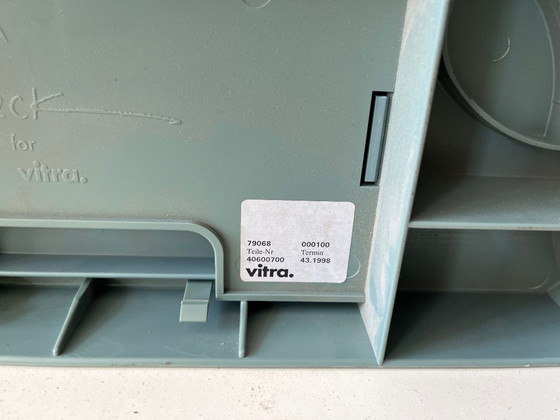 for
vitra.
79068 000100
Teile-Nr Termin
40600700 43.1998
vitra.